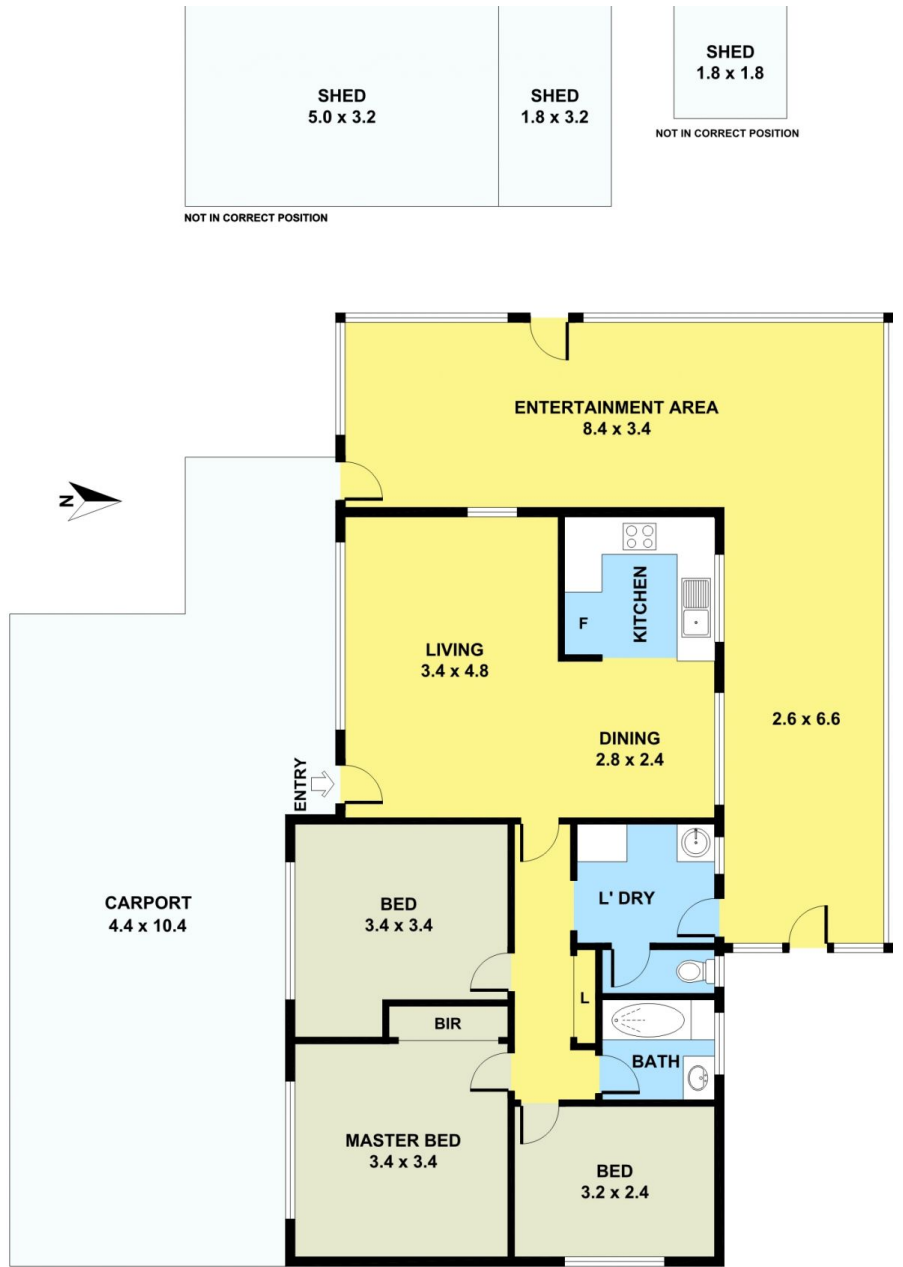 SHED
5.0 x 3.2
SHED
1.8 x 3.2
SHED
1.8 x 1.8
NOT IN CORRECT POSITION
NOT IN CORRECT POSITION
ENTERTAINMENT AREA
8.4 x 3.4
N
KITCHEN
F
LIVING
3.4 x 4.8
2.6 x 6.6
DINING
2.8 x 2.4
ENTRY
CARPORT
4.4 x 10.4
BED
3.4 x 3.4
L' DRY
L
BIR
BATH
MASTER BED
3.4 x 3.4
BED
3.2 x 2.4